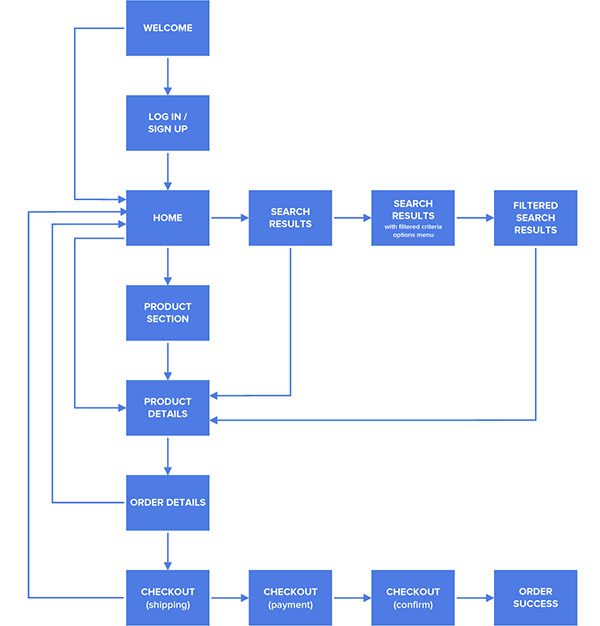 WELCOME
LOG IN /
SIGN UP
HOME
SEARCH
RESULTS
SEARCH
RESULTS
with filtered criteria
options menu
FILTERED
SEARCH
RESULTS
PRODUCT
SECTION
PRODUCT
DETAILS
ORDER DETAILS
CHECKOUT
(shipping)
CHECKOUT
(payment)
CHECKOUT
(confirm)
ORDER
SUCCESS